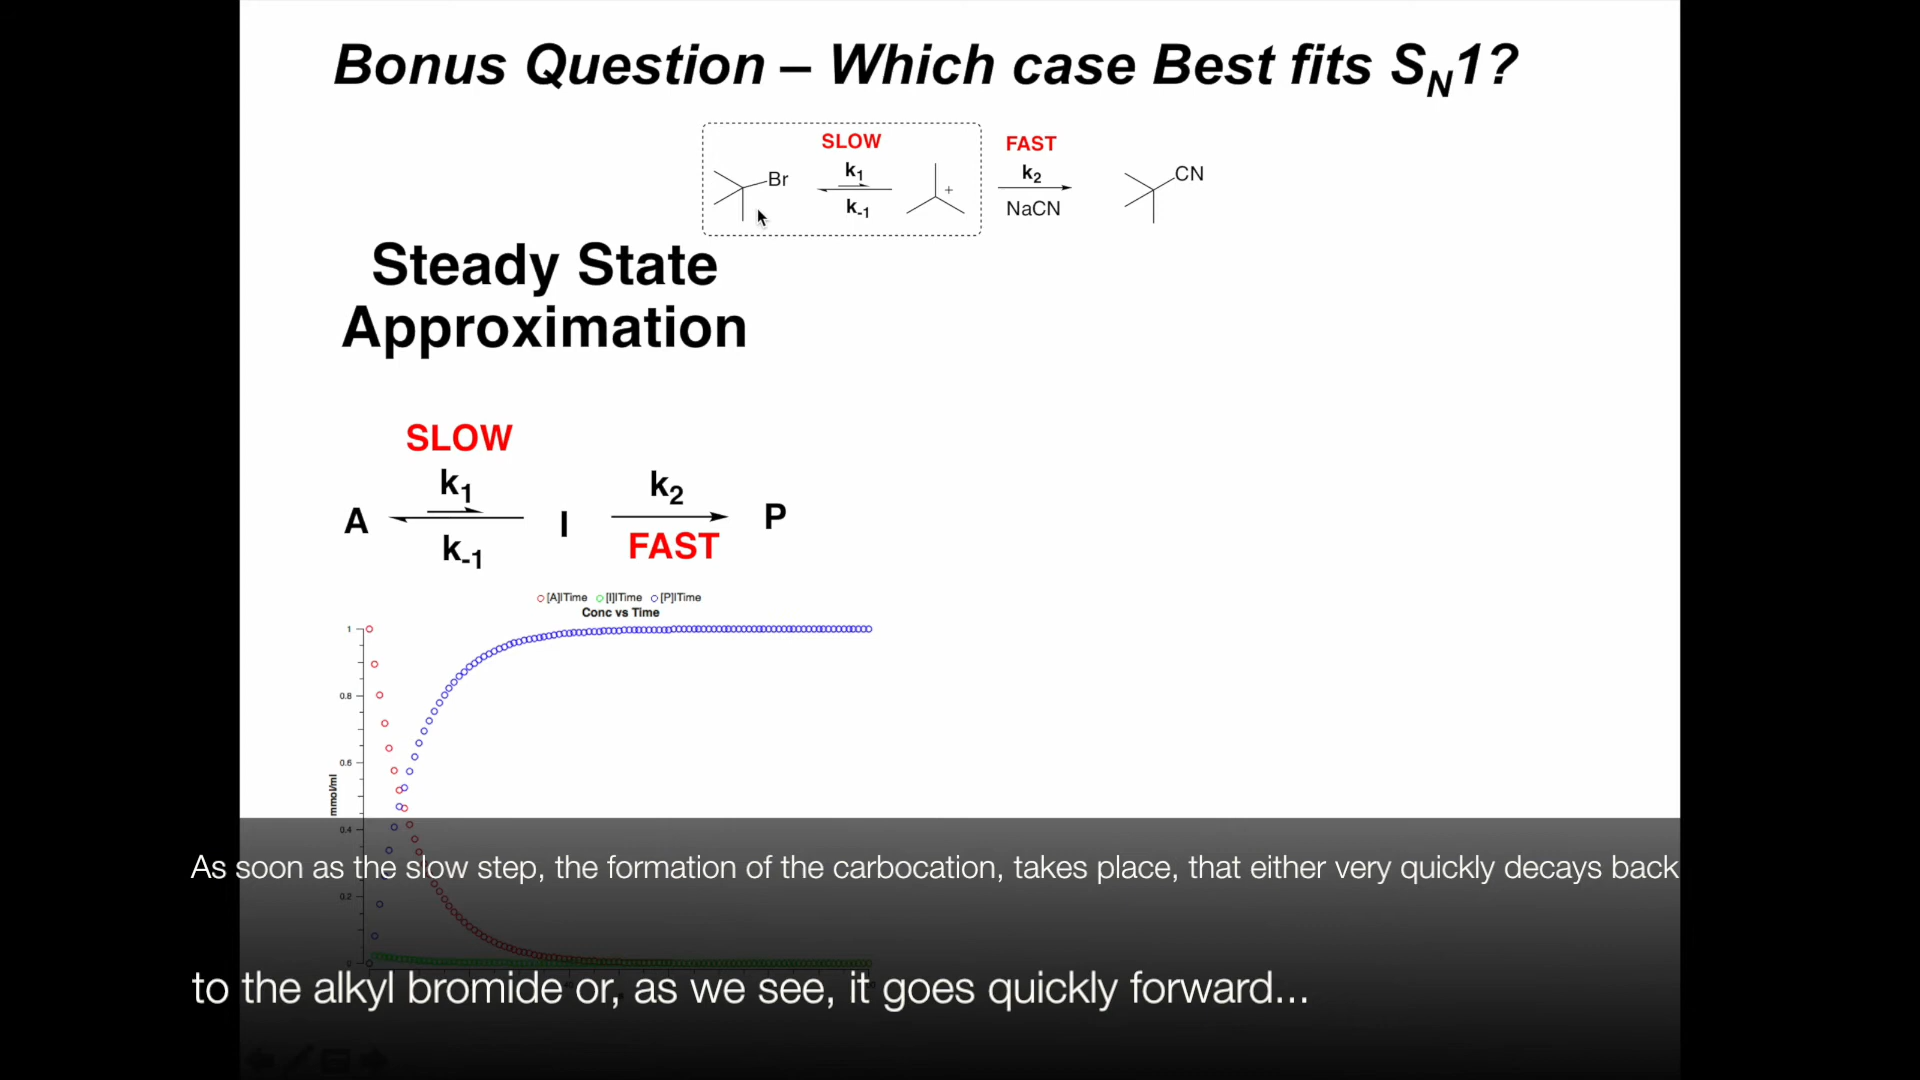 Bonus Question – Which case Best fits SN1?
SLOW
FAST
k1
k2
Br
+
CN
k-1
NaCN
Steady State
Approximation
SLOW
k1
k2
A
I
P
k-1
FAST
[A]|Time [I]|Time [P]|Time
Conc vs Time
1
0.8
0.6
mmol/ml
0.4
As soon as the slow step, the formation of the carbocation, takes place, that either very quickly decays back
0.2
0
to the alkyl bromide or, as we see, it goes quickly forward...